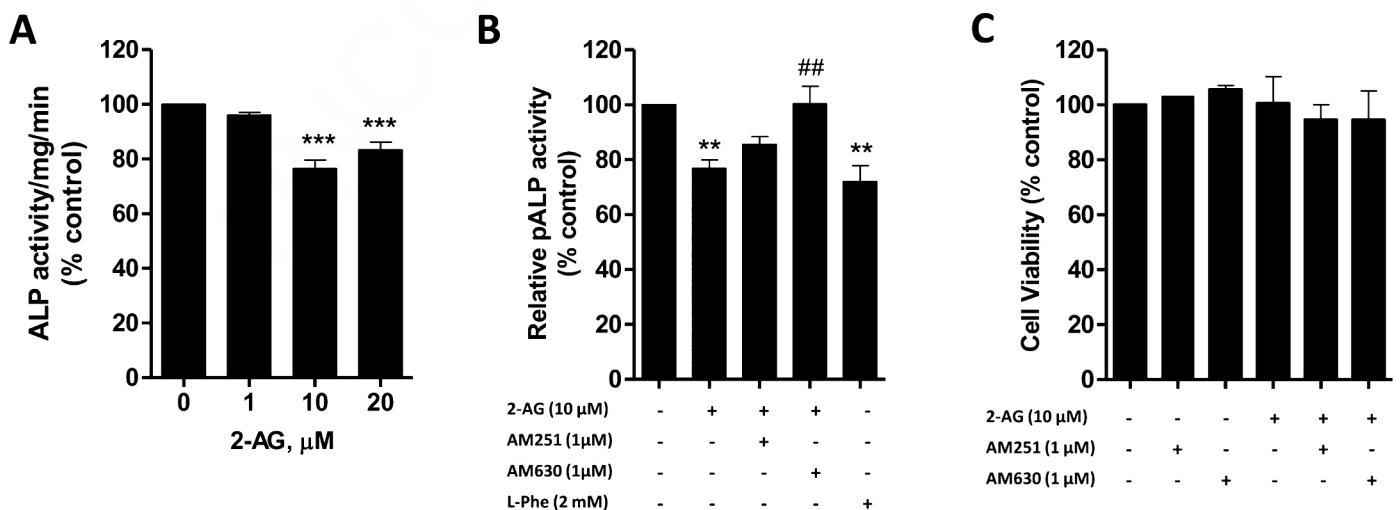 A
ALP activity/mg/min
(% control)
120
100
80
60
40
20
0
***
***
0 1 10 20
2-AG, μM
B
Relative pALP activity
(% control)
120
100
80
60
40
20
0
**
##
**
2-AG (10 μM) - + + + -
AM251 (1μM) - - + - -
AM630 (1μM) - - - + -
L-Phe (2 mM) - - - - +
C
Cell Viability (% control)
120
100
80
60
40
20
0
2-AG (10 μM) - - - + + +
AM251 (1 μM) - + - - + -
AM630 (1 μM) - - + - - +